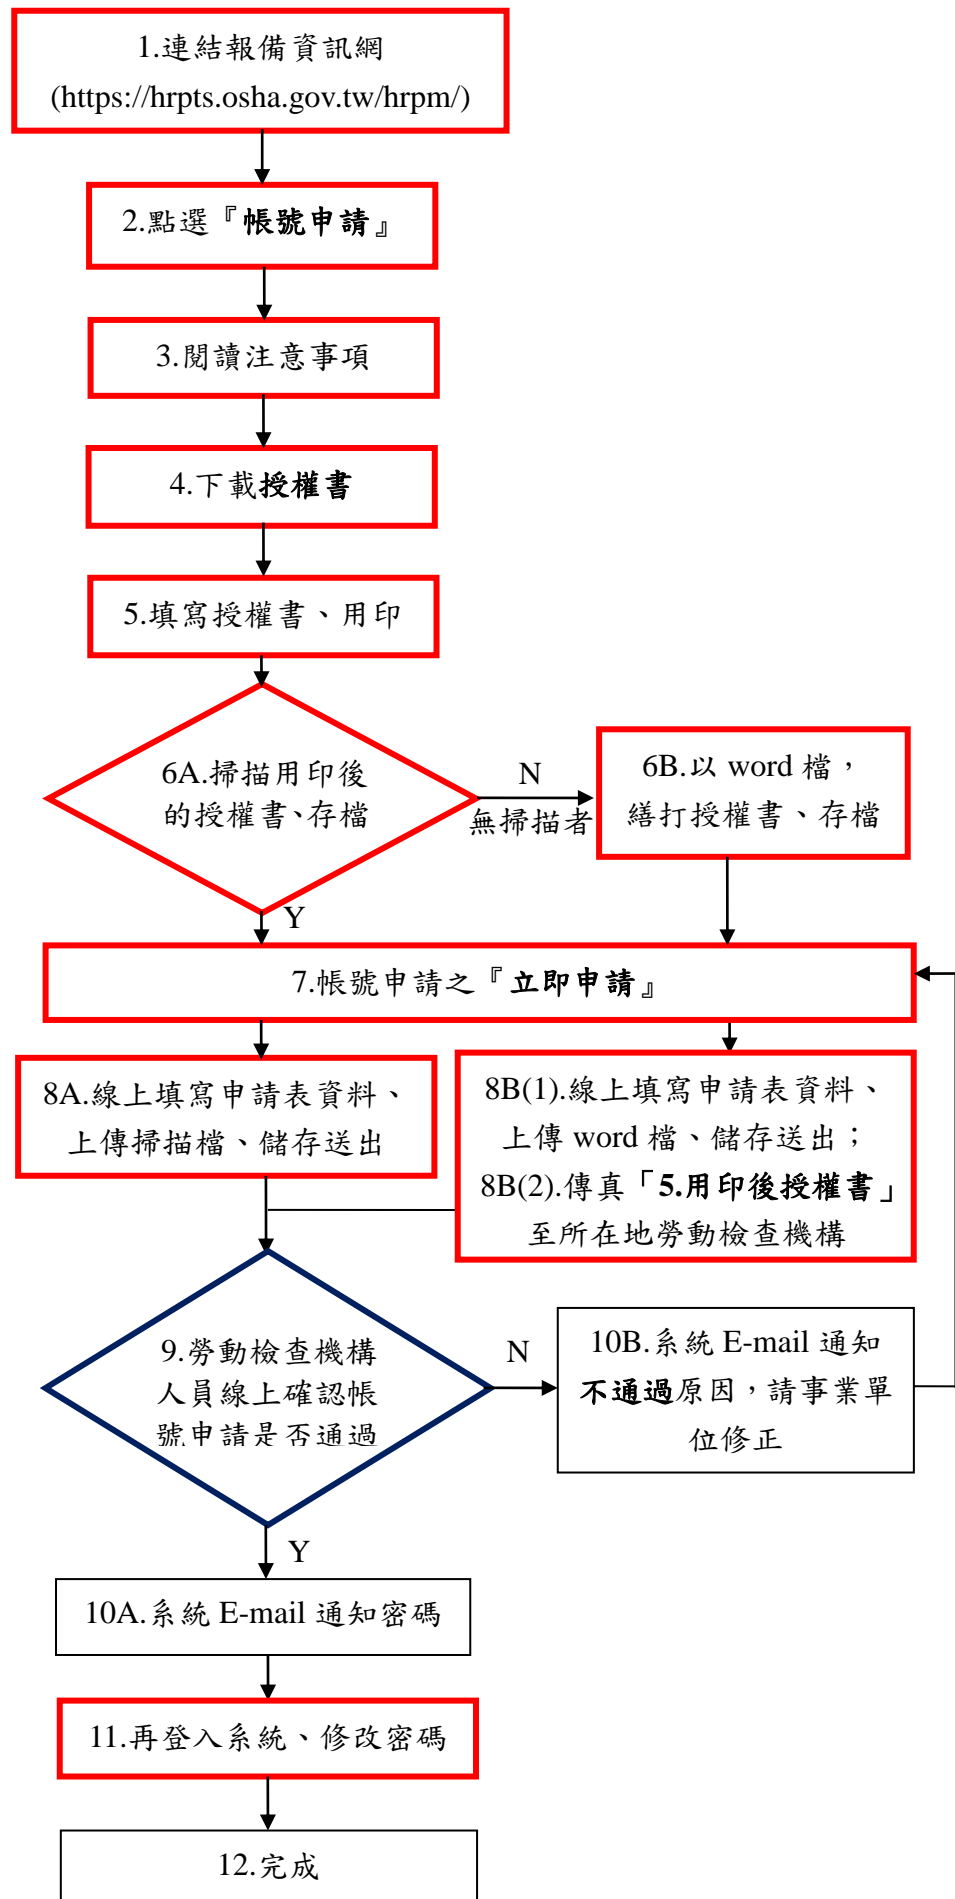 1.連結報備資訊網
(https://hrpts.osha.gov.tw/hrpm/)
2.點選『帳號申請』
3.閱讀注意事項
4.下載授權書
5.填寫授權書、用印
6A.掃描用印後
的授權書、存檔
N
無掃描者
6B.以 word 檔，
繕打授權書、存檔
Y
7.帳號申請之『立即申請』
8A.線上填寫申請表資料、
上傳掃描檔、儲存送出
8B(1).線上填寫申請表資料、
上傳 word 檔、儲存送出；
8B(2).傳真「5.用印後授權書」
至所在地勞動檢查機構
9.勞動檢查機構
人員線上確認帳
號申請是否通過
N
10B.系統 E-mail 通知
不通過原因，請事業單
位修正
Y
10A.系統 E-mail 通知密碼
11.再登入系統、修改密碼
12.完成